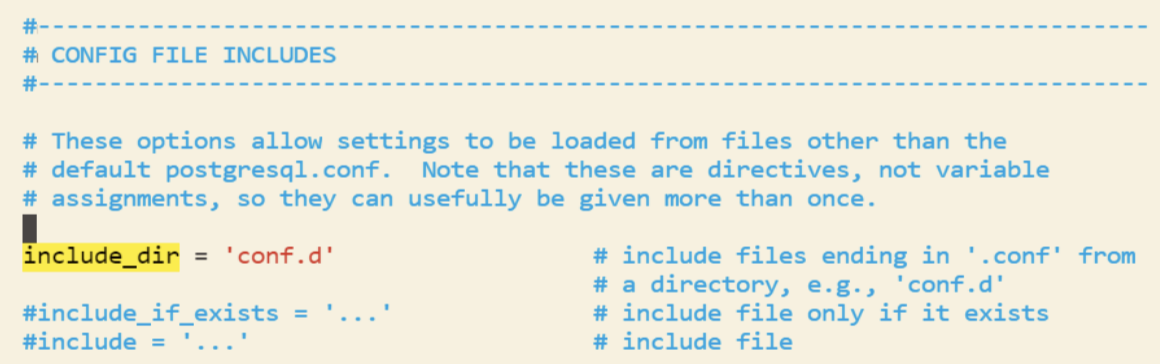 #------------------------------------------------------------------------------
# CONFIG FILE INCLUDES
#------------------------------------------------------------------------------
# These options allow settings to be loaded from files other than the
# default postgresql.conf.  Note that these are directives, not variable
# assignments, so they can usefully be given more than once.
include_dir = 'conf.d'                  # include files ending in '.conf' from
                                        # a directory, e.g., 'conf.d'
#include_if_exists = '...'              # include file only if it exists
#include = '...'                        # include file